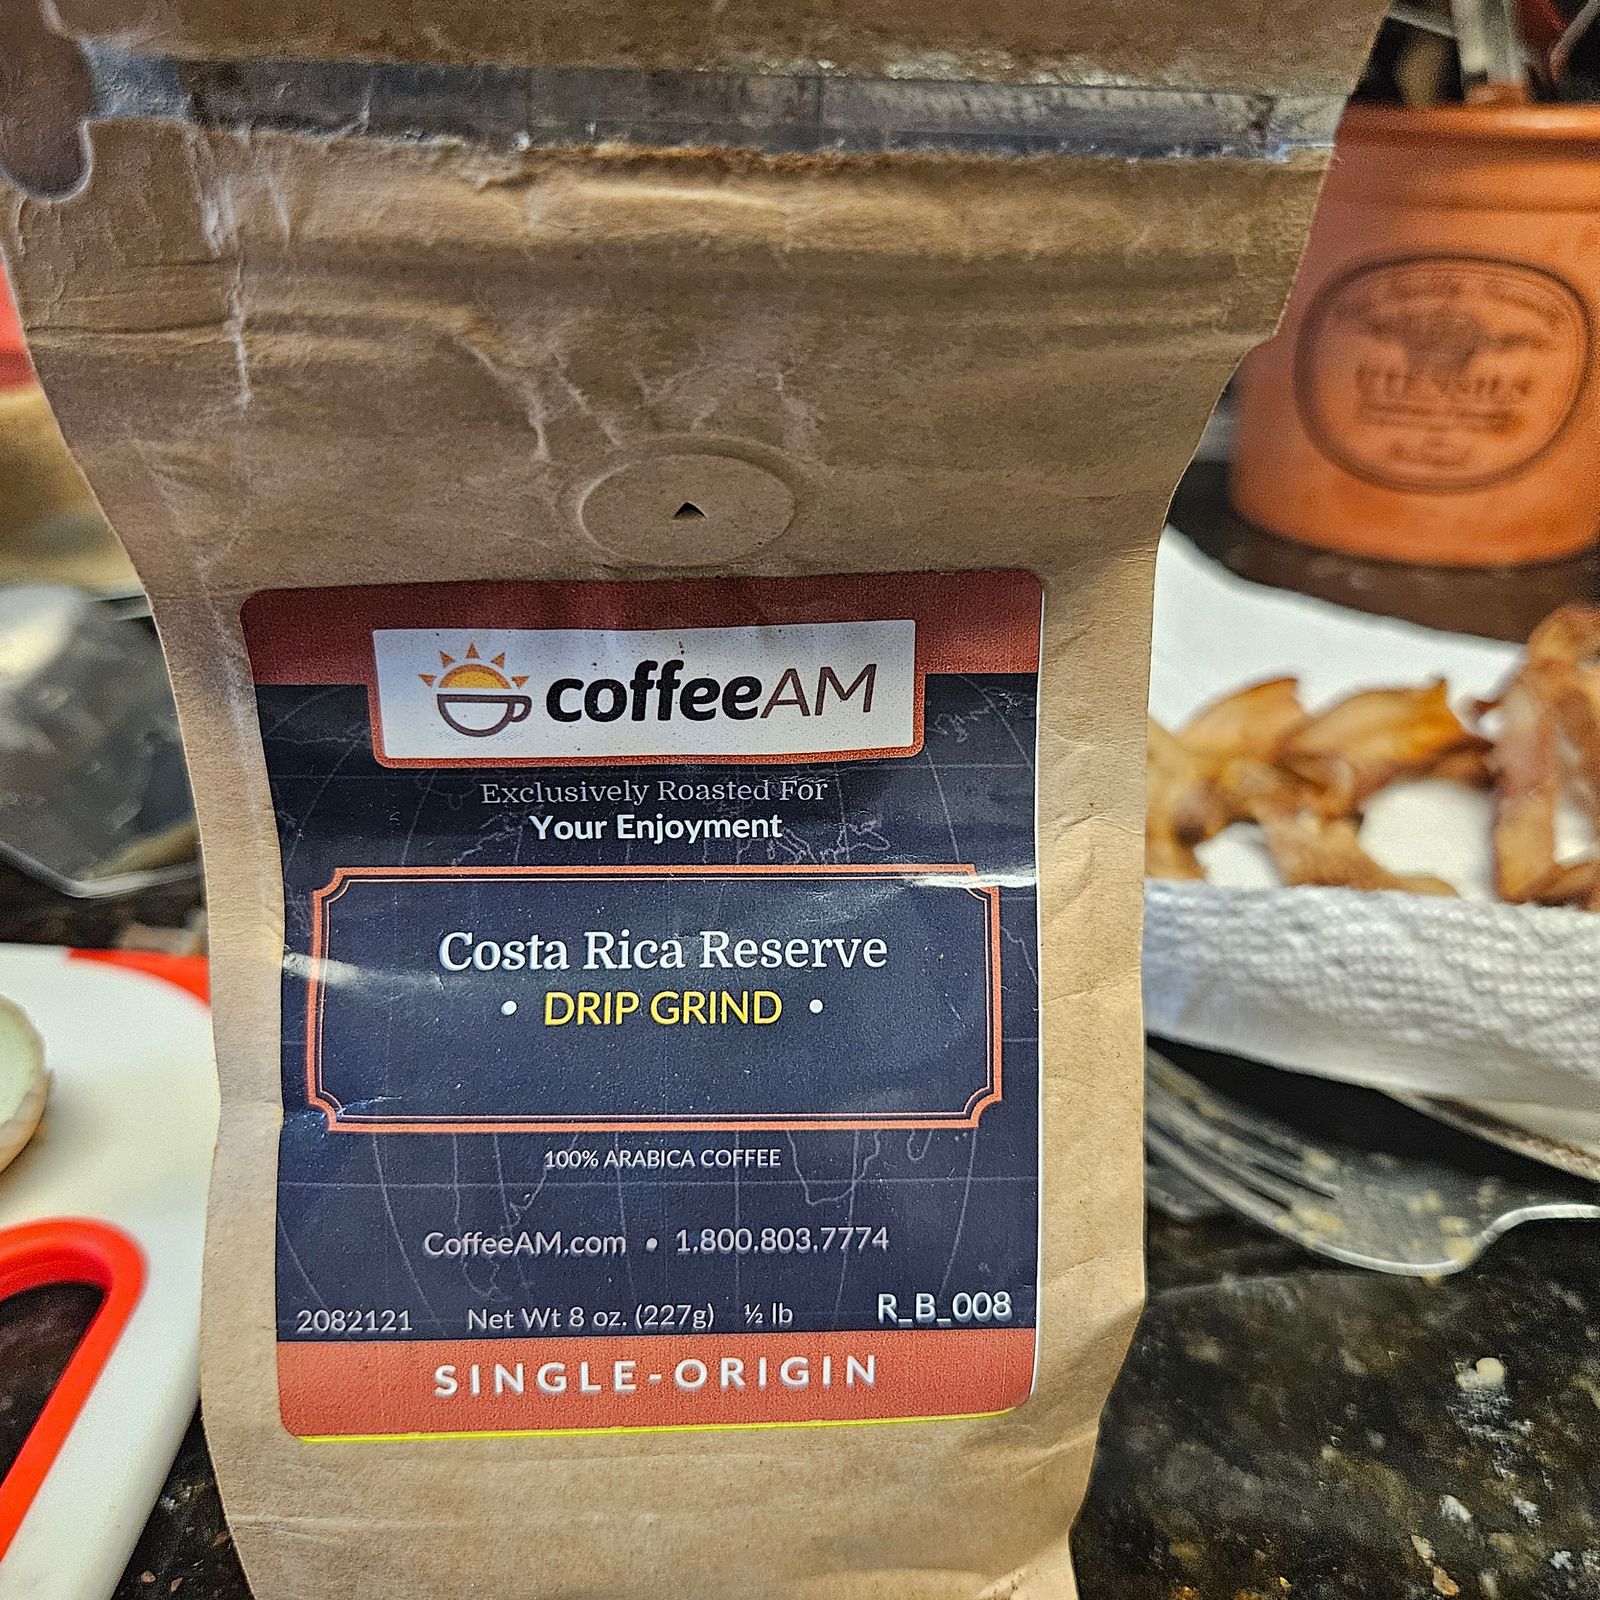 coffeeAM
Exclusively Roasted For
Your Enjoyment
Costa Rica Reserve
• DRIP GRIND •
100% ARABICA COFFEE
CoffeeAM.com • 1.800.803.7774
2082121 Net Wt 8 oz. (227g) ½ lb R_B_008
SINGLE-ORIGIN